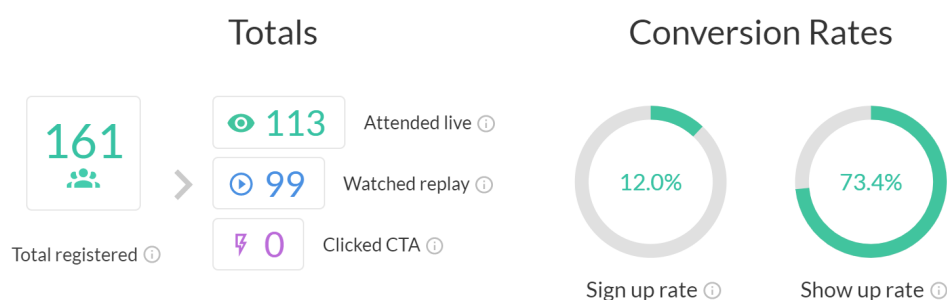 Totals
161
Total registered
113 Attended live
99 Watched replay
0 Clicked CTA
Conversion Rates
12.0%
Sign up rate
73.4%
Show up rate